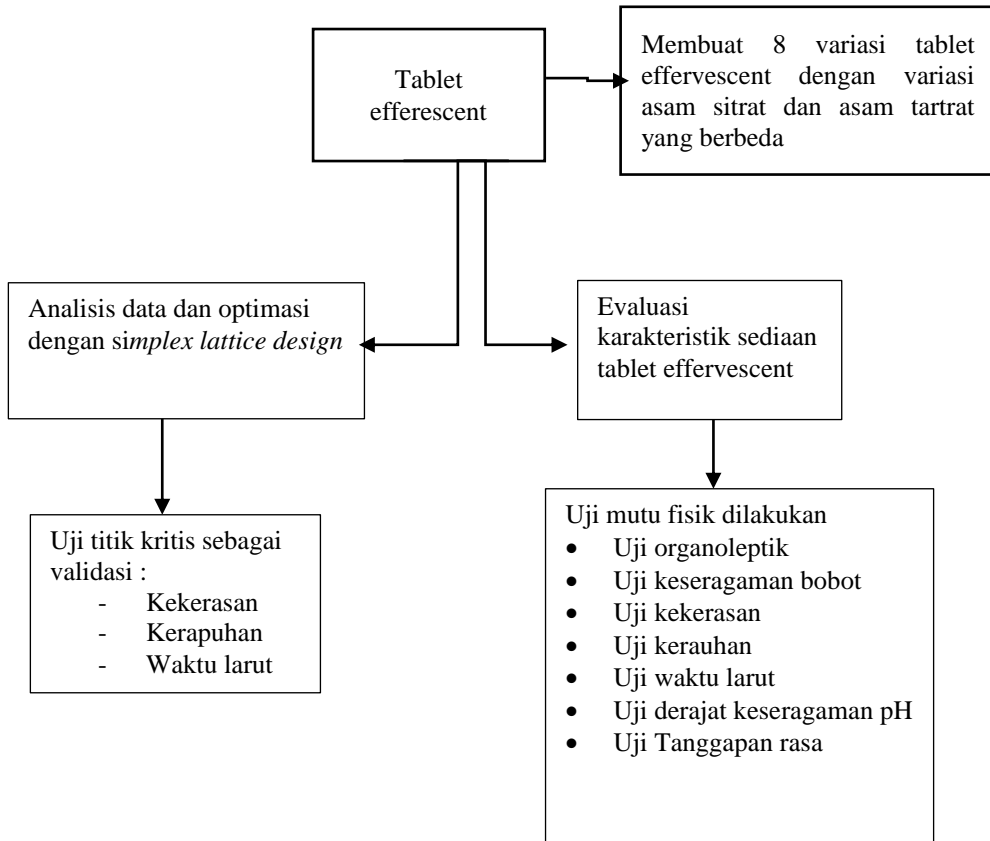 Tablet
efferescent
Membuat 8 variasi tablet
effervescent dengan variasi
asam sitrat dan asam tartrat
yang berbeda
Analisis data dan optimasi
dengan simplex lattice design
Evaluasi
karakteristik sediaan
tablet effervescent
Uji titik kritis sebagai
validasi :
- Kekerasan
- Kerapuhan
- Waktu larut
Uji mutu fisik dilakukan
• Uji organoleptik
• Uji keseragaman bobot
• Uji kekerasan
• Uji kerauhan
• Uji waktu larut
• Uji derajat keseragaman pH
• Uji Tanggapan rasa